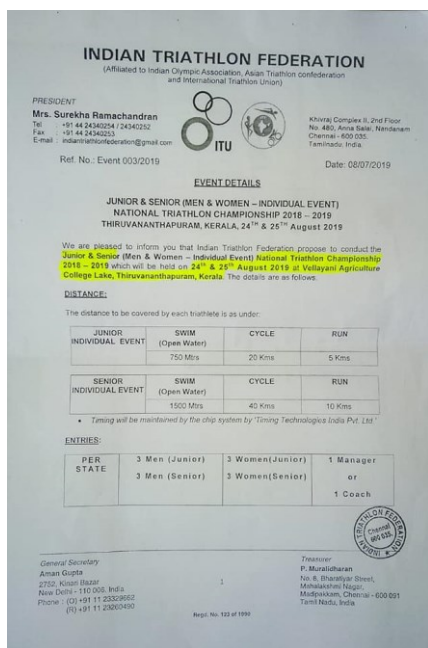 INDIAN TRIATHLON FEDERATION
(Affiliated to Indian Olympic Association, Asian Triathlon confederation
and International Triathlon Union)
PRESIDENT
Mrs. Surekha Ramachandran
Tel : +91 44 24340254 / 24340252
Fax : +91 44 24340253
E-mail : indiantriathlonfederation@gmail.com
ITU
Khivraj Complex II, 2nd Floor
No. 480, Anna Salai, Nandanam
Chennai - 600 035.
Tamilnadu, India.
Ref. No.: Event 003/2019
Date: 08/07/2019
EVENT DETAILS
JUNIOR & SENIOR (MEN & WOMEN – INDIVIDUAL EVENT)
NATIONAL TRIATHLON CHAMPIONSHIP 2018 – 2019
THIRUVANANTHAPURAM, KERALA, 24TH & 25TH August 2019
We are pleased to inform you that Indian Triathlon Federation propose to conduct the
Junior & Senior (Men & Women – Individual Event) National Triathlon Championship
2018 – 2019 which will be held on 24th & 25th August 2019 at Vellayani Agriculture
College Lake, Thiruvananthapuram, Kerala. The details are as follows.
DISTANCE:
The distance to be covered by each triathlete is as under:
JUNIOR INDIVIDUAL EVENT SWIM (Open Water) CYCLE RUN
750 Mtrs 20 Kms 5 Kms
SENIOR INDIVIDUAL EVENT SWIM (Open Water) CYCLE RUN
1500 Mtrs 40 Kms 10 Kms
• Timing will be maintained by the chip system by 'Timing Technologies India Pvt. Ltd.'
ENTRIES:
PER STATE 3 Men (Junior) 3 Women (Junior) 1 Manager
3 Men (Senior) 3 Women (Senior) or
1 Coach
INDIAN TRIATHLON FEDERATION
Chennai
600 035.
General Secretary
Aman Gupta
2752, Kinari Bazar
New Delhi - 110 006, India
Phone : (O) +91 11 23329682
(R) +91 11 23260490
1
Regd. No. 123 of 1990
Treasurer
P. Muralidharan
No. 8, Bharatiyar Street,
Mahalakshmi Nagar,
Madipakkam, Chennai - 600 091
Tamil Nadu, India